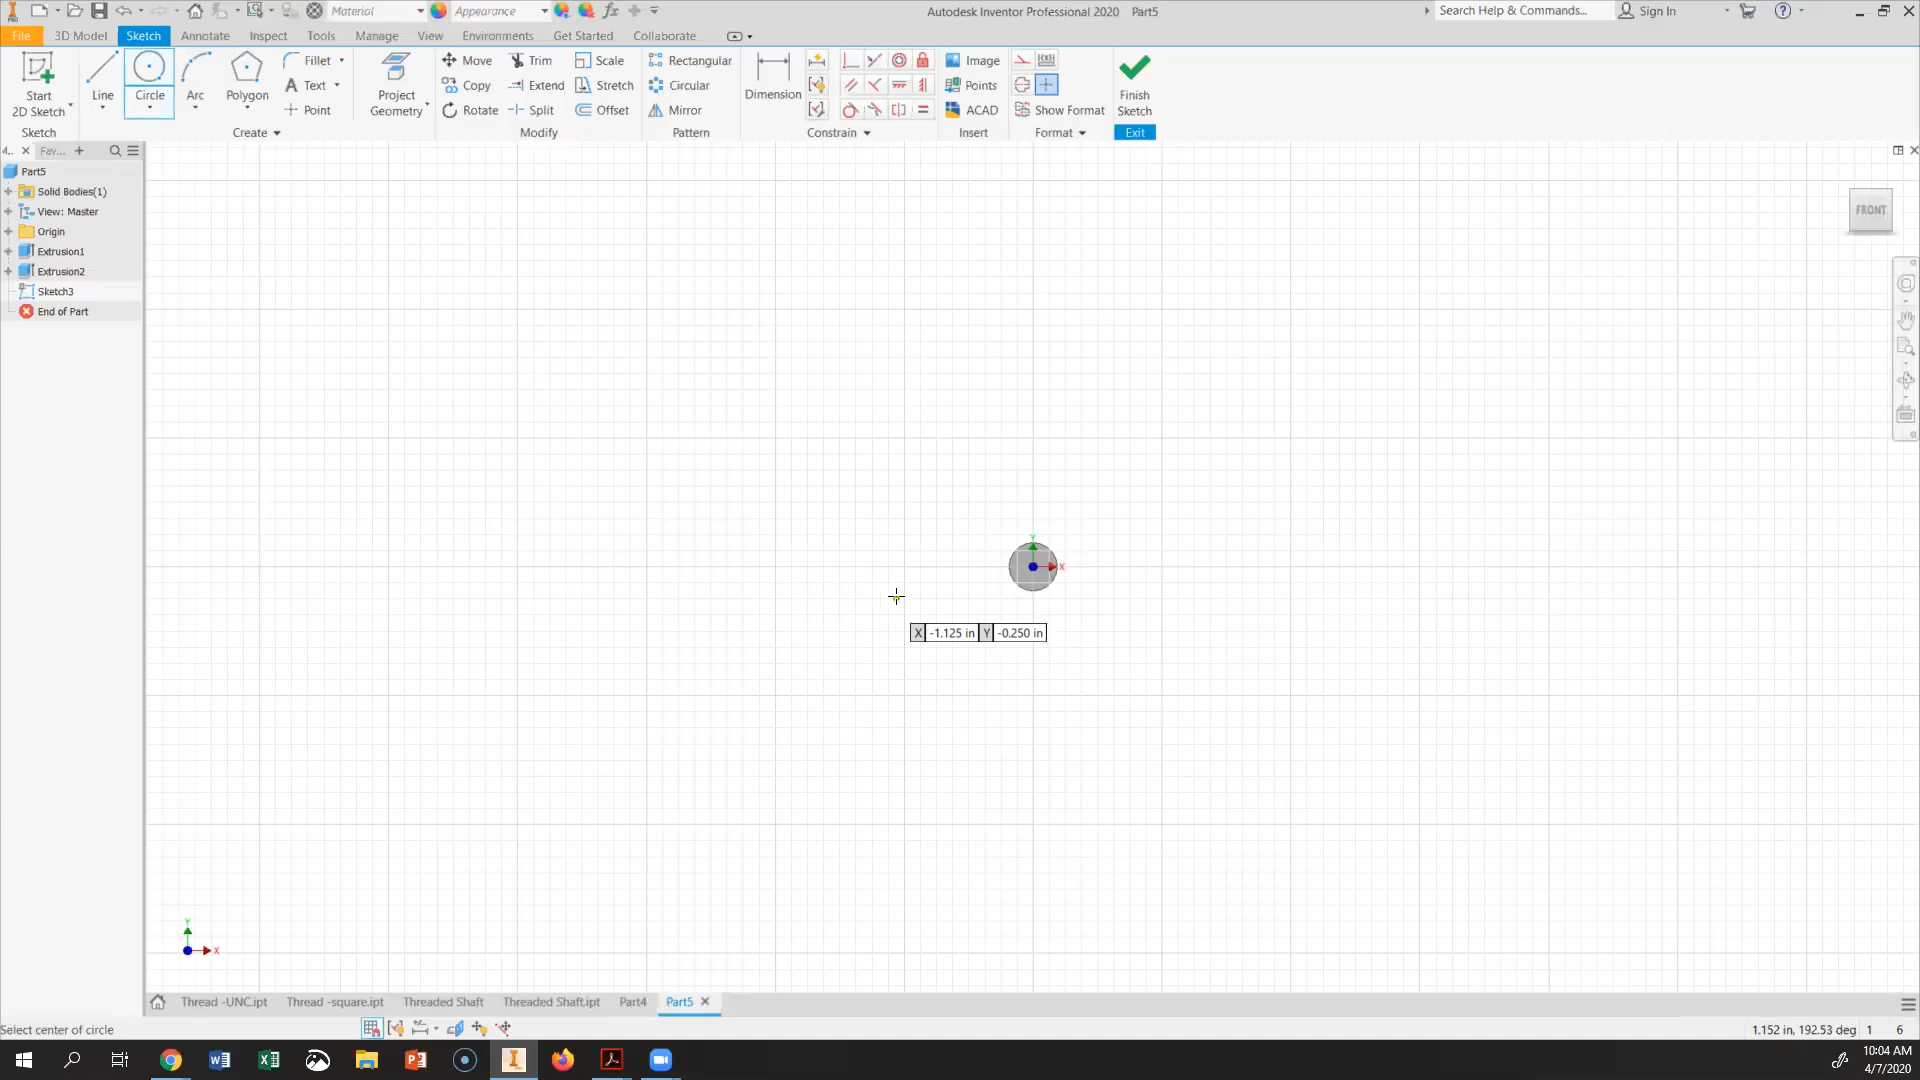 PRO Material Appearance fx Autodesk Inventor Professional 2020 Part5 Search Help & Commands... Sign In
File 3D Model Sketch Annotate Inspect Tools Manage View Environments Get Started Collaborate
Start 2D Sketch Line Circle Arc Polygon Fillet Text Point Project Geometry
Move Trim Scale
Copy Extend Stretch
Rotate Split Offset
Rectangular
Circular
Mirror
Dimension
Image
Points
ACAD
Show Format
Finish Sketch
Sketch Create Modify Pattern Constrain Insert Format Exit
M.. Fav...
Part5
Solid Bodies(1)
View: Master
Origin
Extrusion1
Extrusion2
Sketch3
End of Part
FRONT
Y
X
X -1.125 in Y -0.250 in
Y
X
Thread -UNC.ipt Thread -square.ipt Threaded Shaft Threaded Shaft.ipt Part4 Part5
Select center of circle 1.152 in, 192.53 deg 1 6
10:04 AM
4/7/2020